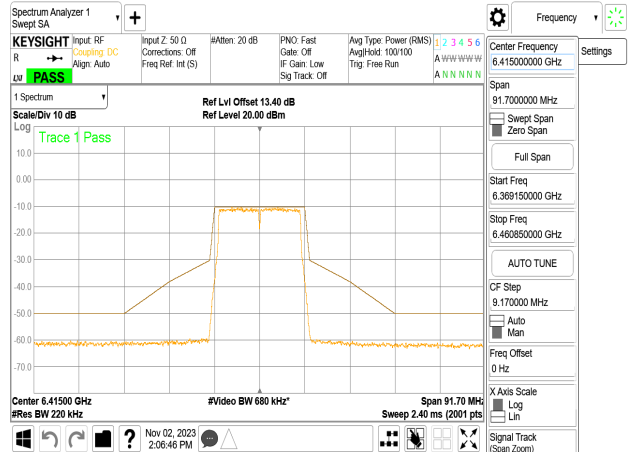 Spectrum Analyzer 1
Swept SA
Frequency
KEYSIGHT
R
LXI
PASS
Input: RF
Coupling: DC
Align: Auto
Input Z: 50 Ω
Corrections: Off
Freq Ref: Int (S)
#Atten: 20 dB
PNO: Fast
Gate: Off
IF Gain: Low
Sig Track: Off
Avg Type: Power (RMS)
Avg|Hold: 100/100
Trig: Free Run
1 2 3 4 5 6
A W W W W W
A N N N N N
1 Spectrum
Scale/Div 10 dB
Ref Lvl Offset 13.40 dB
Ref Level 20.00 dBm
Log
Trace 1 Pass
10.0
0.00
-10.0
-20.0
-30.0
-40.0
-50.0
-60.0
-70.0
Center 6.41500 GHz
#Video BW 680 kHz*
Span 91.70 MHz
#Res BW 220 kHz
Sweep 2.40 ms (2001 pts
Nov 02, 2023
2:06:46 PM
Center Frequency
6.415000000 GHz
Settings
Span
91.7000000 MHz
Swept Span
Zero Span
Full Span
Start Freq
6.369150000 GHz
Stop Freq
6.460850000 GHz
AUTO TUNE
CF Step
9.170000 MHz
Auto
Man
Freq Offset
0 Hz
X Axis Scale
Log
Lin
Signal Track
(Span Zoom)